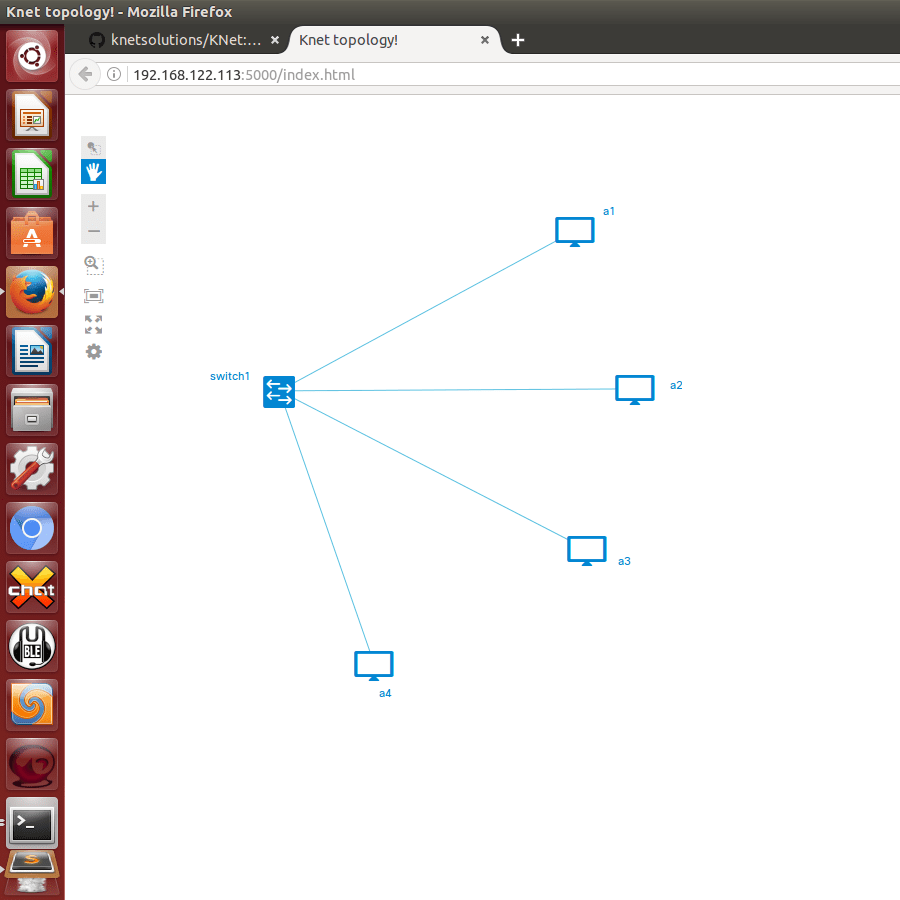 Knet topology! - Mozilla Firefox
knetsolutions/KNet:...
Knet topology!
192.168.122.113:5000/index.html
a1
switch1
a2
a3
a4
chat
U
BLE
>_
S